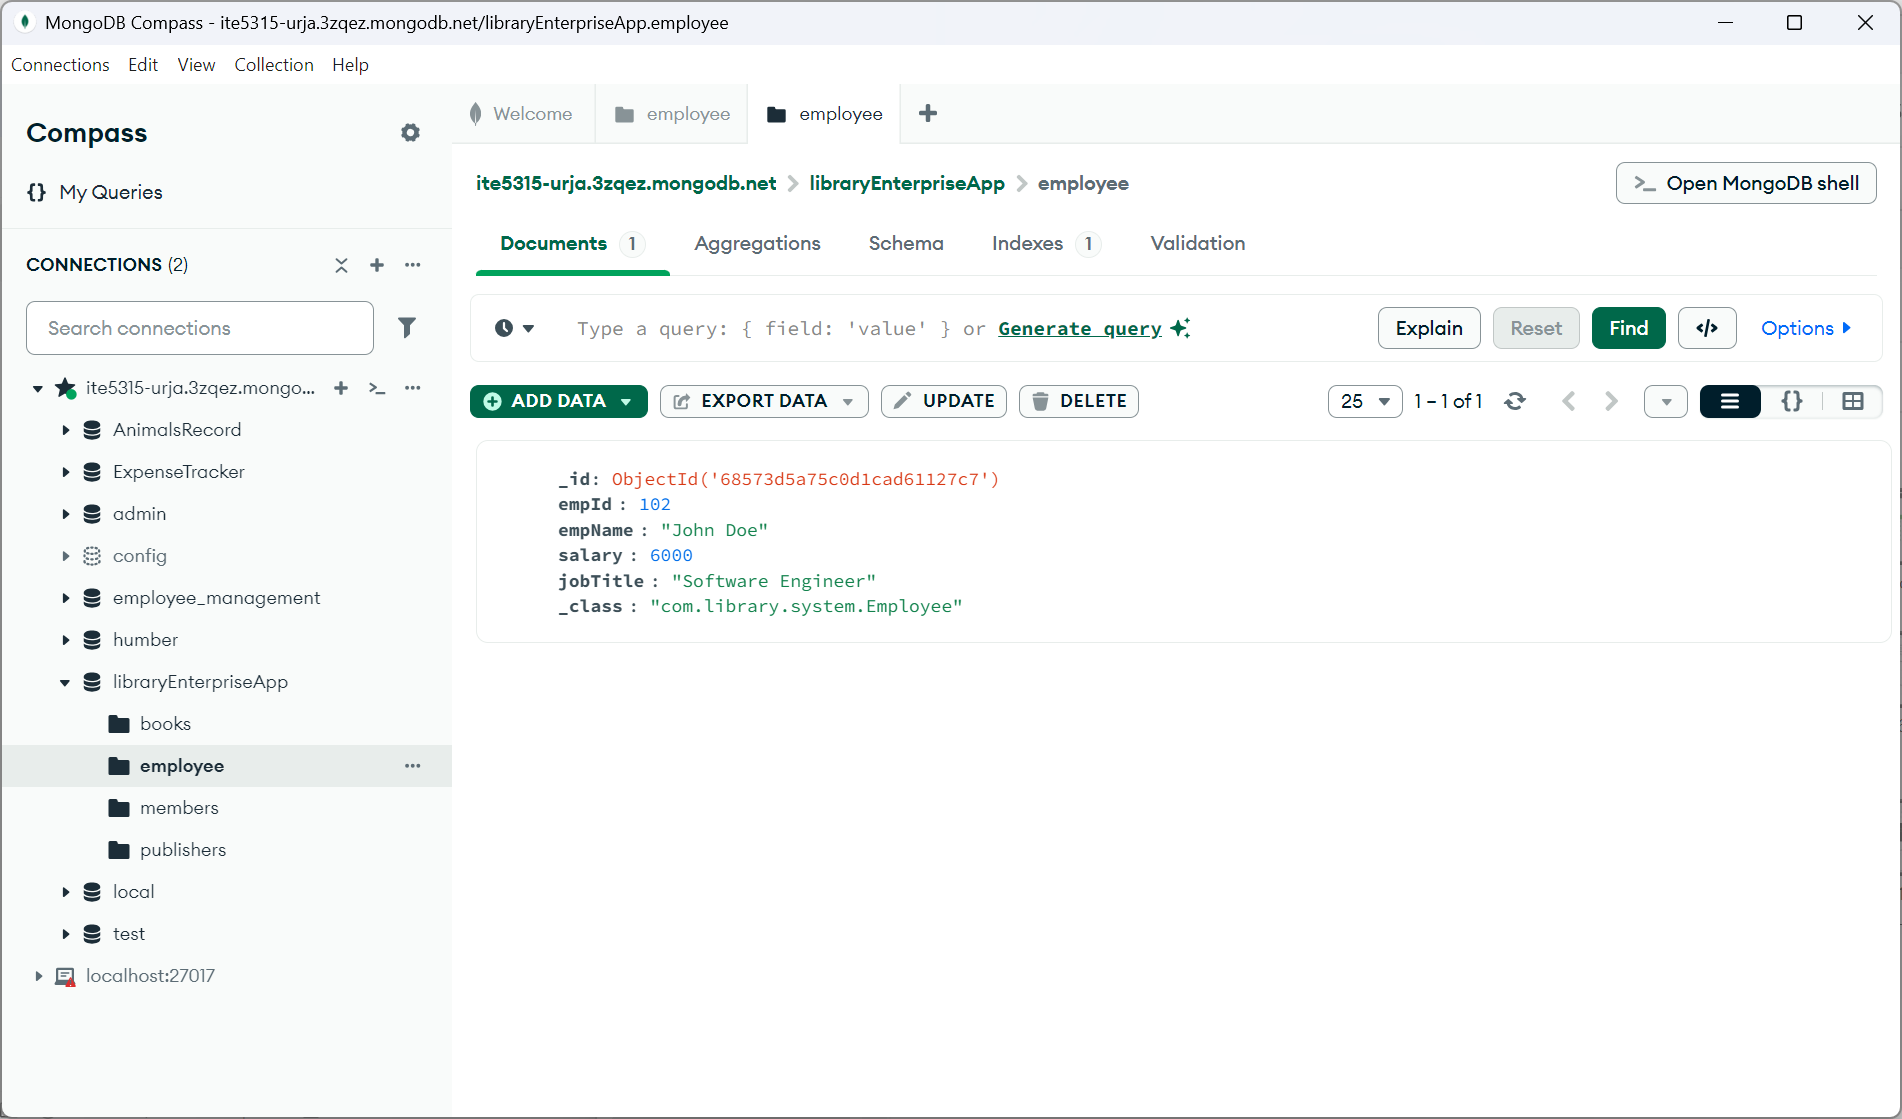 MongoDB Compass - ite5315-urja.3zqez.mongodb.net/libraryEnterpriseApp.employee
Connections Edit View Collection Help
Compass
My Queries
CONNECTIONS (2)
Search connections
ite5315-urja.3zqez.mongo...
AnimalsRecord
ExpenseTracker
admin
config
employee_management
humber
libraryEnterpriseApp
books
employee
members
publishers
local
test
localhost:27017
Welcome employee employee
ite5315-urja.3zqez.mongodb.net > libraryEnterpriseApp > employee
>_ Open MongoDB shell
Documents 1 Aggregations Schema Indexes 1 Validation
Type a query: { field: 'value' } or Generate query
Explain Reset Find </> Options
ADD DATA EXPORT DATA UPDATE DELETE
25 1 – 1 of 1 {}
_id: ObjectId('68573d5a75c0d1cad61127c7')
empId : 102
empName : "John Doe"
salary : 6000
jobTitle : "Software Engineer"
_class : "com.library.system.Employee"